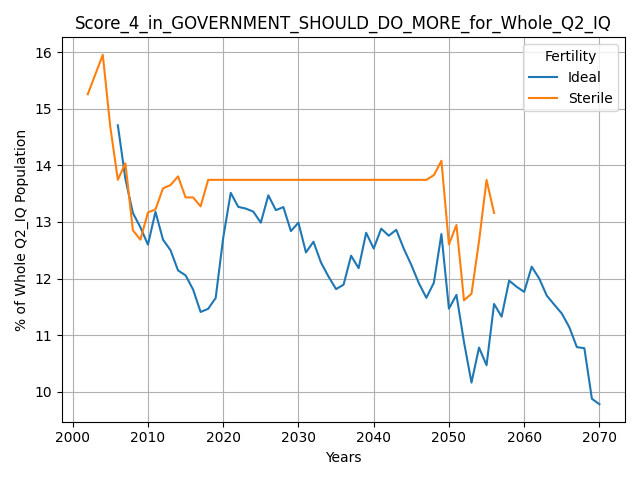 Score_4_in_GOVERNMENT_SHOULD_DO_MORE_for_Whole_Q2_IQ
Fertility
Ideal
Sterile
% of Whole Q2_IQ Population
16
15
14
13
12
11
10
2000 2010 2020 2030 2040 2050 2060 2070
Years